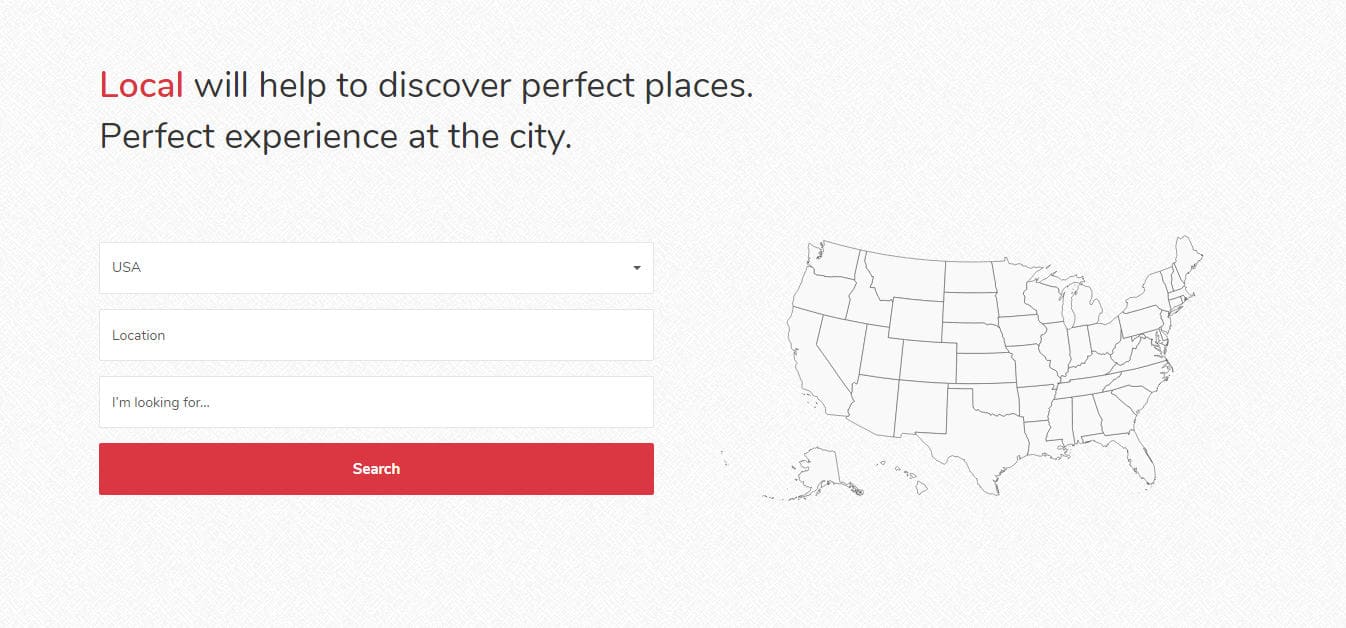 Local will help to discover perfect places.
Perfect experience at the city.
USA
Location
I'm looking for...
Search